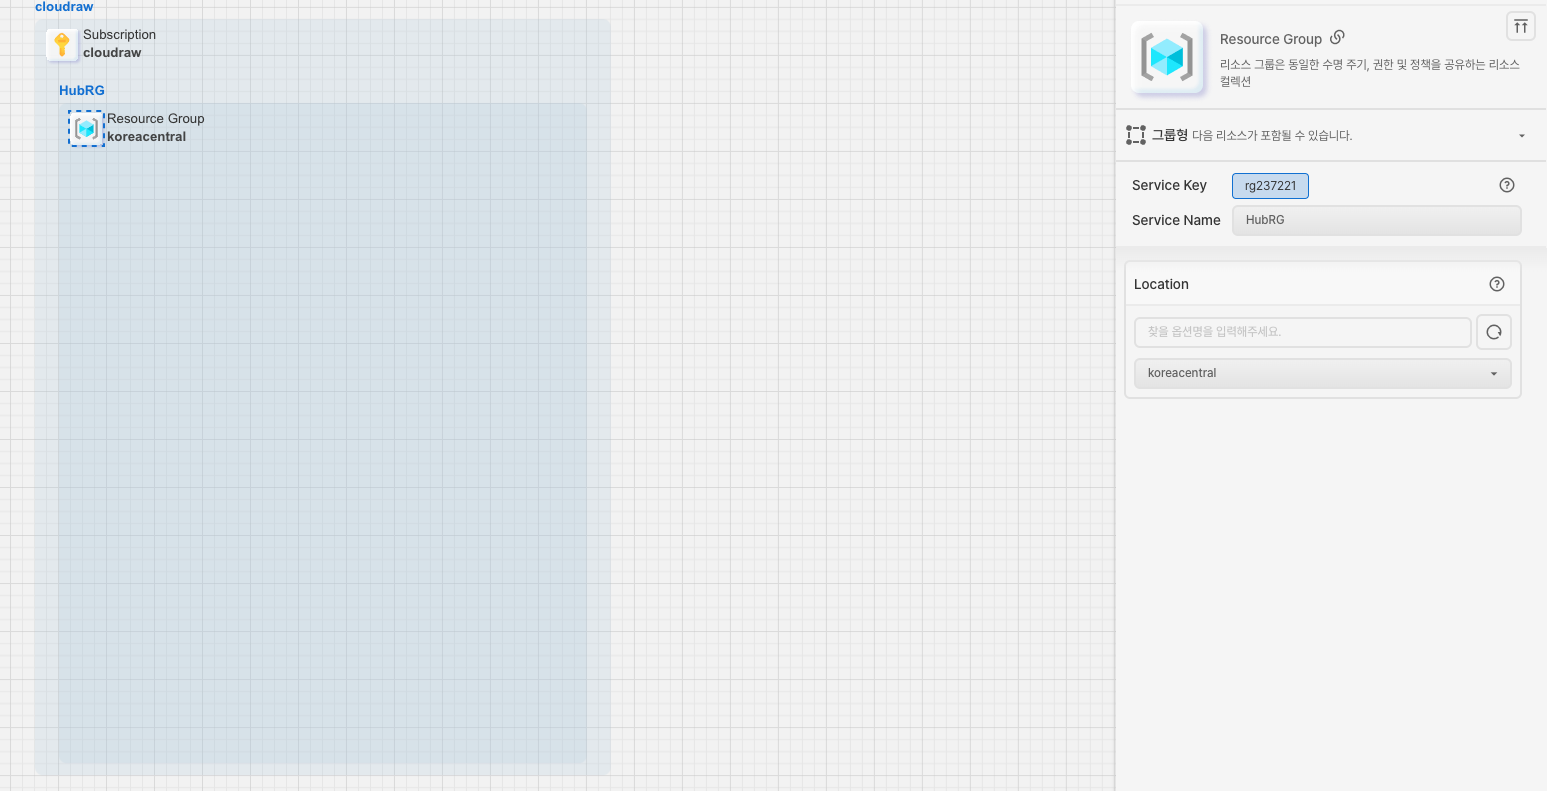 cloudraw
Subscription
cloudraw
HubRG
Resource Group
koreacentral
Resource Group
리소스 그룹은 동일한 수명 주기, 권한 및 정책을 공유하는 리소스
컬렉션
그룹형 다음 리소스가 포함될 수 있습니다.
Service Key rg237221
Service Name HubRG
Location
찾을 옵션명을 입력해주세요.
koreacentral